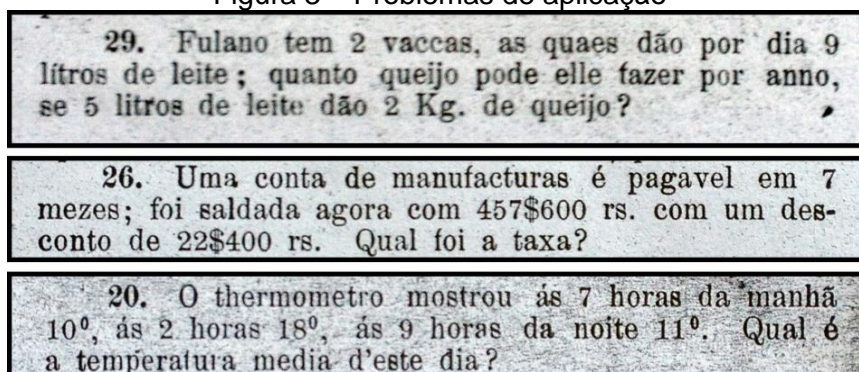 Figura 8 – Problemas de aplicação
29. Fulano tem 2 vaccas, as quaes dão por dia 9
litros de leite; quanto queijo pode elle fazer por anno,
se 5 litros de leite dão 2 Kg. de queijo?
26. Uma conta de manufacturas é pagavel em 7
mezes; foi saldada agora com 457$600 rs. com um des-
conto de 22$400 rs. Qual foi a taxa?
20. O thermometro mostrou ás 7 horas da manhã
10⁰, ás 2 horas 18⁰, ás 9 horas da noite 11⁰. Qual é
a temperatura media d'este dia?